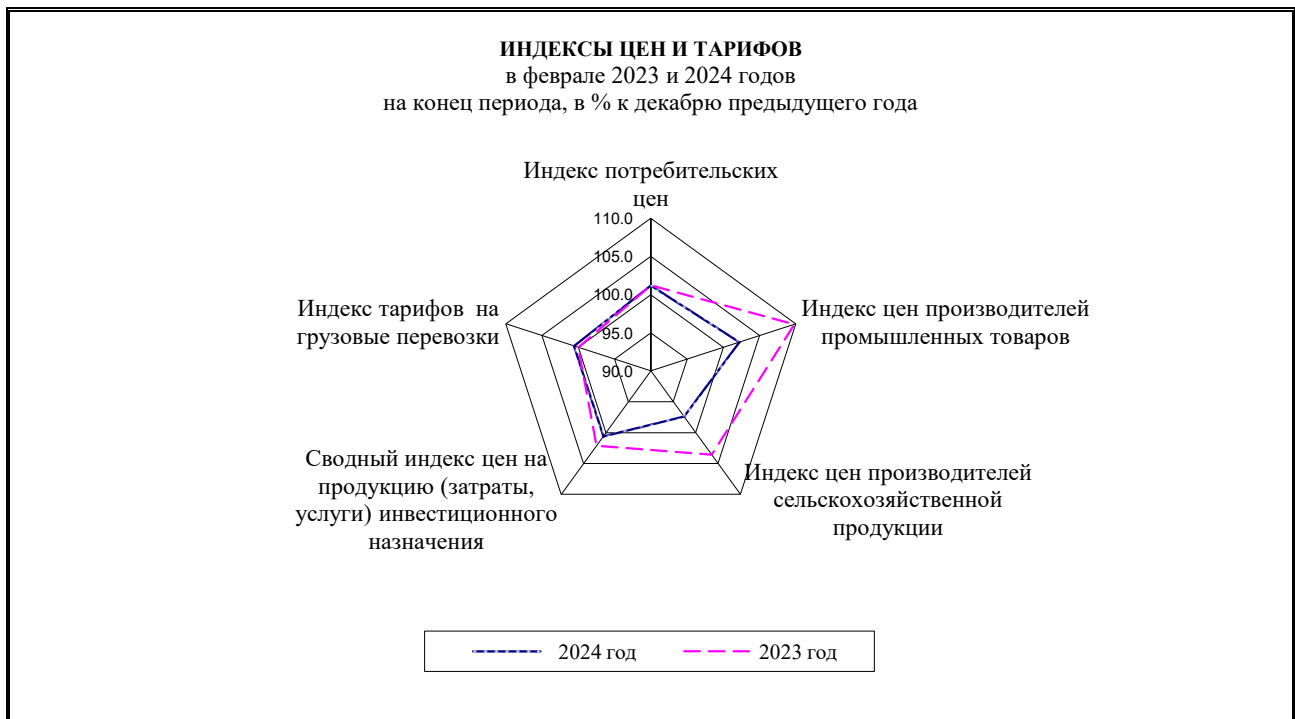 ИНДЕКСЫ ЦЕН И ТАРИФОВ
в феврале 2023 и 2024 годов
на конец периода, в % к декабрю предыдущего года
Индекс потребительских
цен
110.0
105.0
100.0
95.0
90.0
Индекс тарифов на
грузовые перевозки
Индекс цен производителей
промышленных товаров
Сводный индекс цен на
продукцию (затраты,
услуги) инвестиционного
назначения
Индекс цен производителей
сельскохозяйственной
продукции
2024 год
2023 год